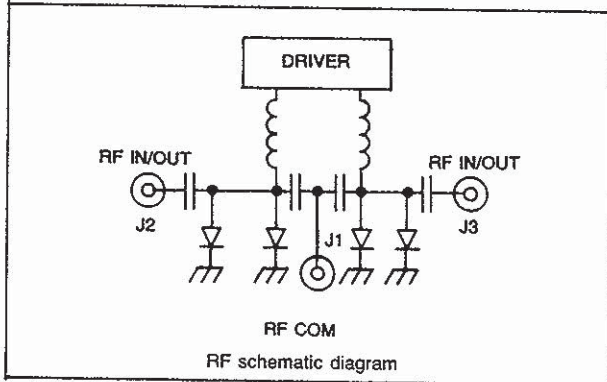 DRIVER
RF IN/OUT
RF IN/OUT
J2
J1
J3
RF COM
RF schematic diagram